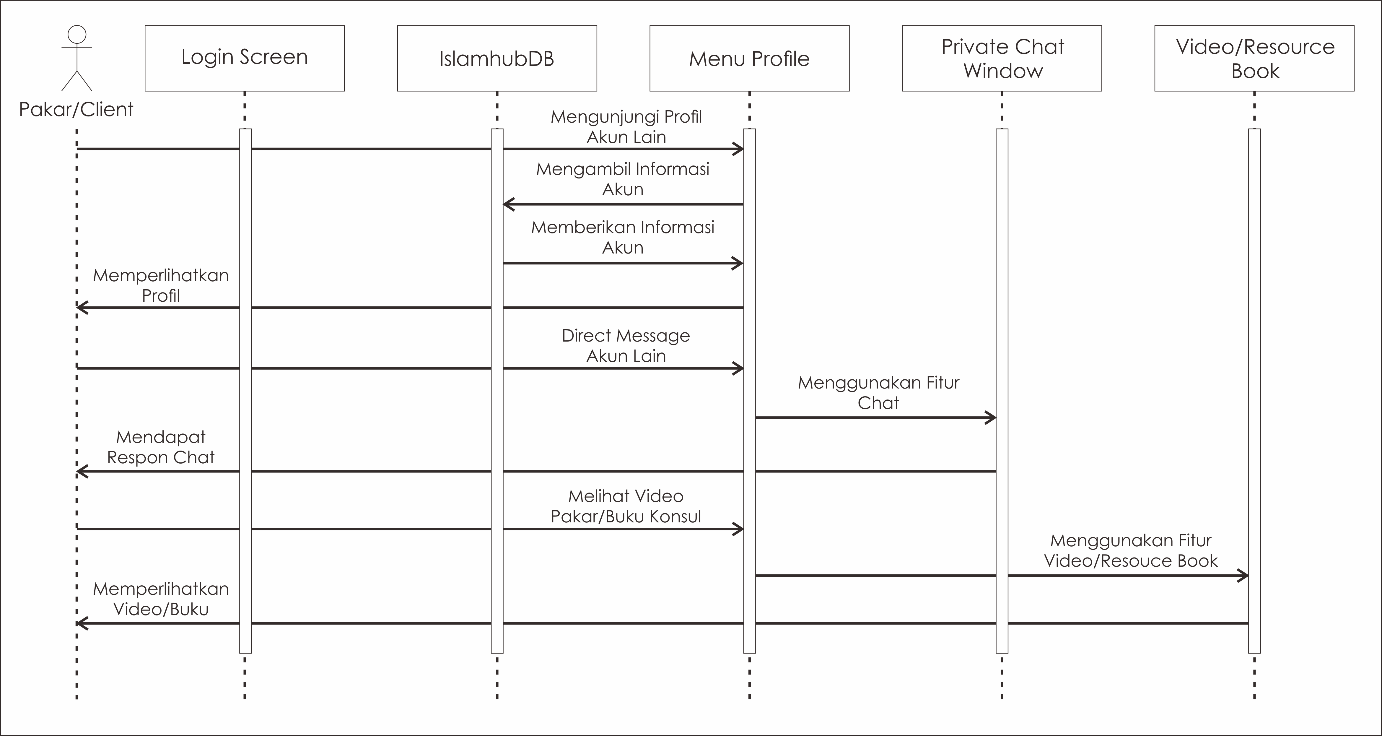 Pakar/Client
Login Screen
IslamhubDB
Menu Profile
Private Chat
Window
Video/Resource
Book
Mengunjungi Profil
Akun Lain
Mengambil Informasi
Akun
Memberikan Informasi
Akun
Memperlihatkan
Profil
Direct Message
Akun Lain
Menggunakan Fitur
Chat
Mendapat
Respon Chat
Melihat Video
Pakar/Buku Konsul
Menggunakan Fitur
Video/Resouce Book
Memperlihatkan
Video/Buku